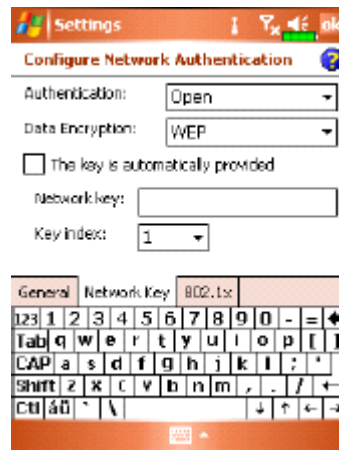 Settings ok
Configure Network Authentication ?
Authentication: Open
Data Encryption: WEP
The key is automatically provided
Network key:
Key index: 1
General Network Key 802.1x
123 1 2 3 4 5 6 7 8 9 0 - =
Tab q w e r t y u i o p [ ]
CAP a s d f g h j k l ; '
Shift z x c v b n m , . /
Ctl áü ` \